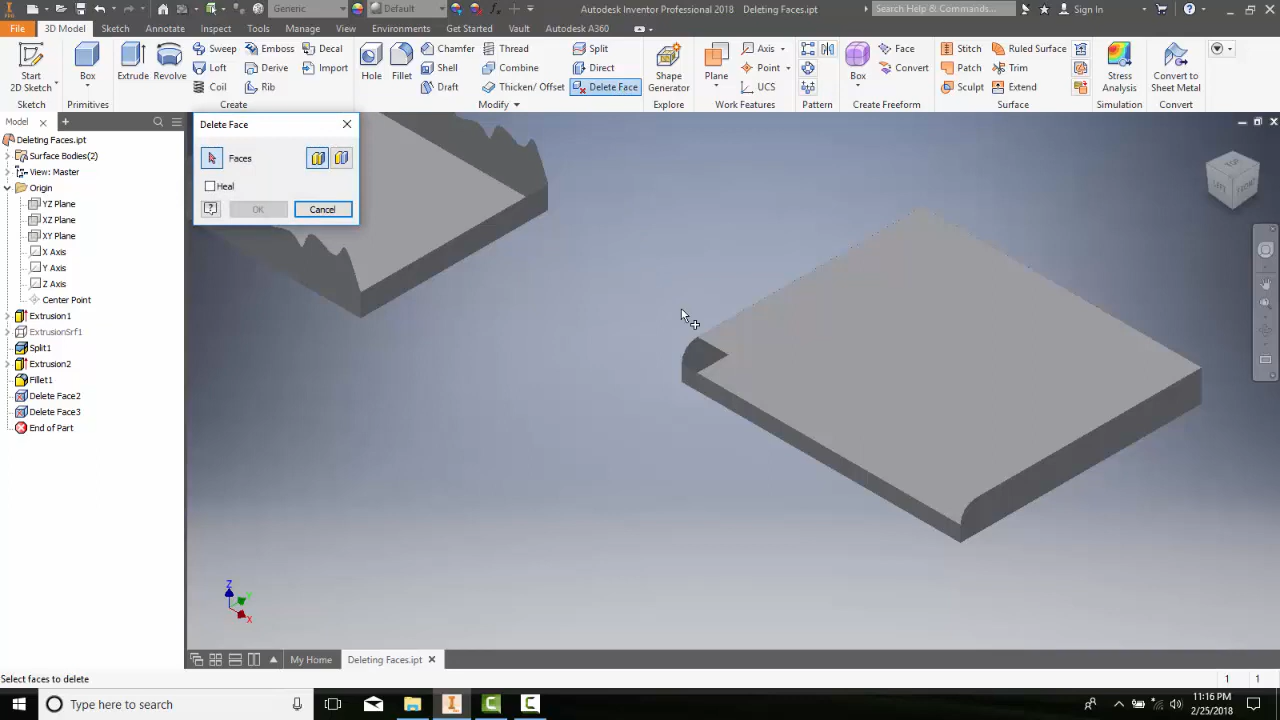 Generic
Default
Autodesk Inventor Professional 2018 Deleting Faces.ipt
Search Help & Commands...
Sign In
File 3D Model Sketch Annotate Inspect Tools Manage View Environments Get Started Vault Autodesk A360
Start
2D Sketch
Box
Extrude
Revolve
Sweep
Emboss
Decal
Loft
Derive
Import
Coil
Rib
Hole
Fillet
Chamfer
Thread
Split
Shell
Combine
Direct
Draft
Thicken/ Offset
Delete Face
Shape
Generator
Plane
Axis
Point
UCS
Box
Face
Convert
Stitch
Ruled Surface
Patch
Trim
Sculpt
Extend
Stress
Analysis
Convert to
Sheet Metal
Sketch Primitives Create Modify Explore Work Features Pattern Create Freeform Surface Simulation Convert
Model
Deleting Faces.ipt
Surface Bodies(2)
View: Master
Origin
YZ Plane
XZ Plane
XY Plane
X Axis
Y Axis
Z Axis
Center Point
Extrusion1
ExtrusionSrf1
Split1
Extrusion2
Fillet1
Delete Face2
Delete Face3
End of Part
Delete Face
Faces
Heal
OK
Cancel
TOP
LEFT
FRONT
Z
Y
X
My Home
Deleting Faces.ipt
Select faces to delete
1 1
Type here to search
11:16 PM
2/25/2018